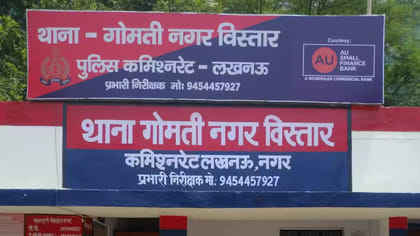 थाना - गोमती नगर विस्तार
पुलिस कमिश्नरेट - लखनऊ
प्रभारी निरीक्षक मो: 9454457927
Courtesy:
AU
AU
SMALL
FINANCE
BANK
A SCHEDULED COMMERCIAL BANK
थाना गोमती नगर विस्तार
कमिश्नरेट लखनऊ, नगर
प्रभारी निरीक्षक मो: 9454457927